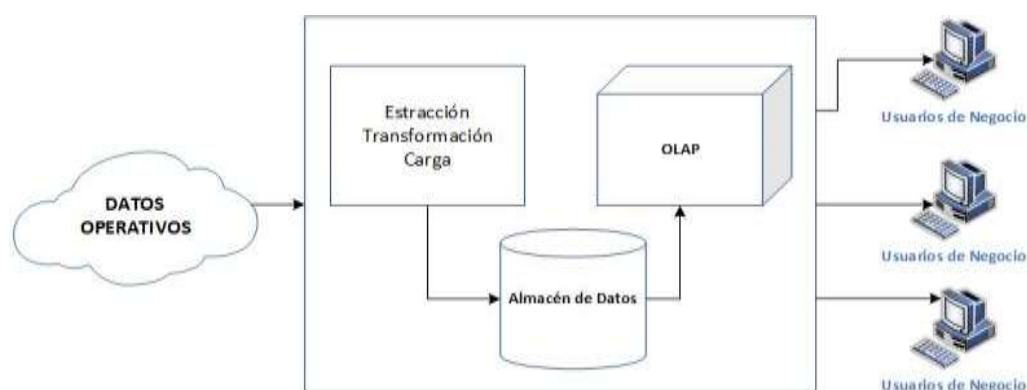 DATOS
OPERATIVOS
Estracción
Transformación
Carga
OLAP
Almacén de Datos
Usuarios de Negocio
Usuarios de Negocio
Usuarios de Negocio